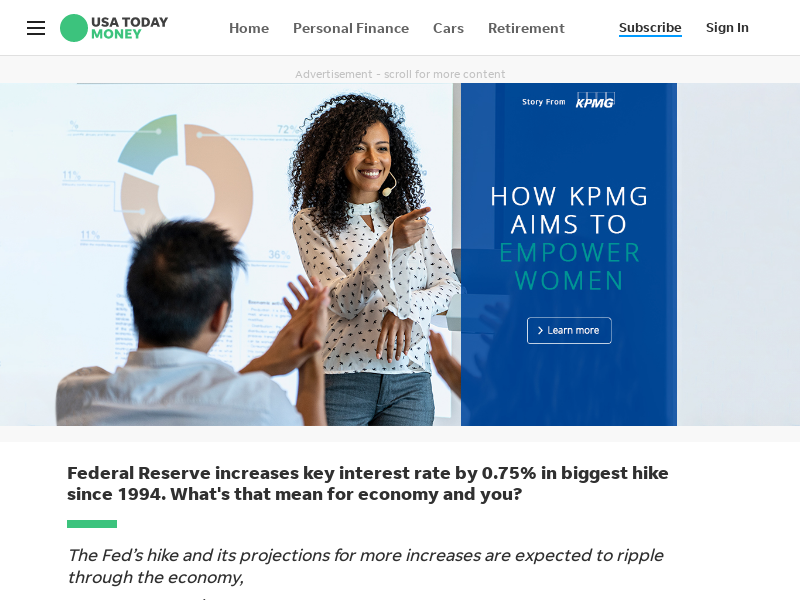 USA TODAY
MONEY
Home
Personal Finance
Cars
Retirement
Subscribe
Sign In
Advertisement - scroll for more content
Story From KPMG
72%
11%
11%
36%
HOW KPMG
AIMS TO
EMPOWER
WOMEN
Learn more
Federal Reserve increases key interest rate by 0.75% in biggest hike
since 1994. What's that mean for economy and you?
The Fed’s hike and its projections for more increases are expected to ripple
through the economy,